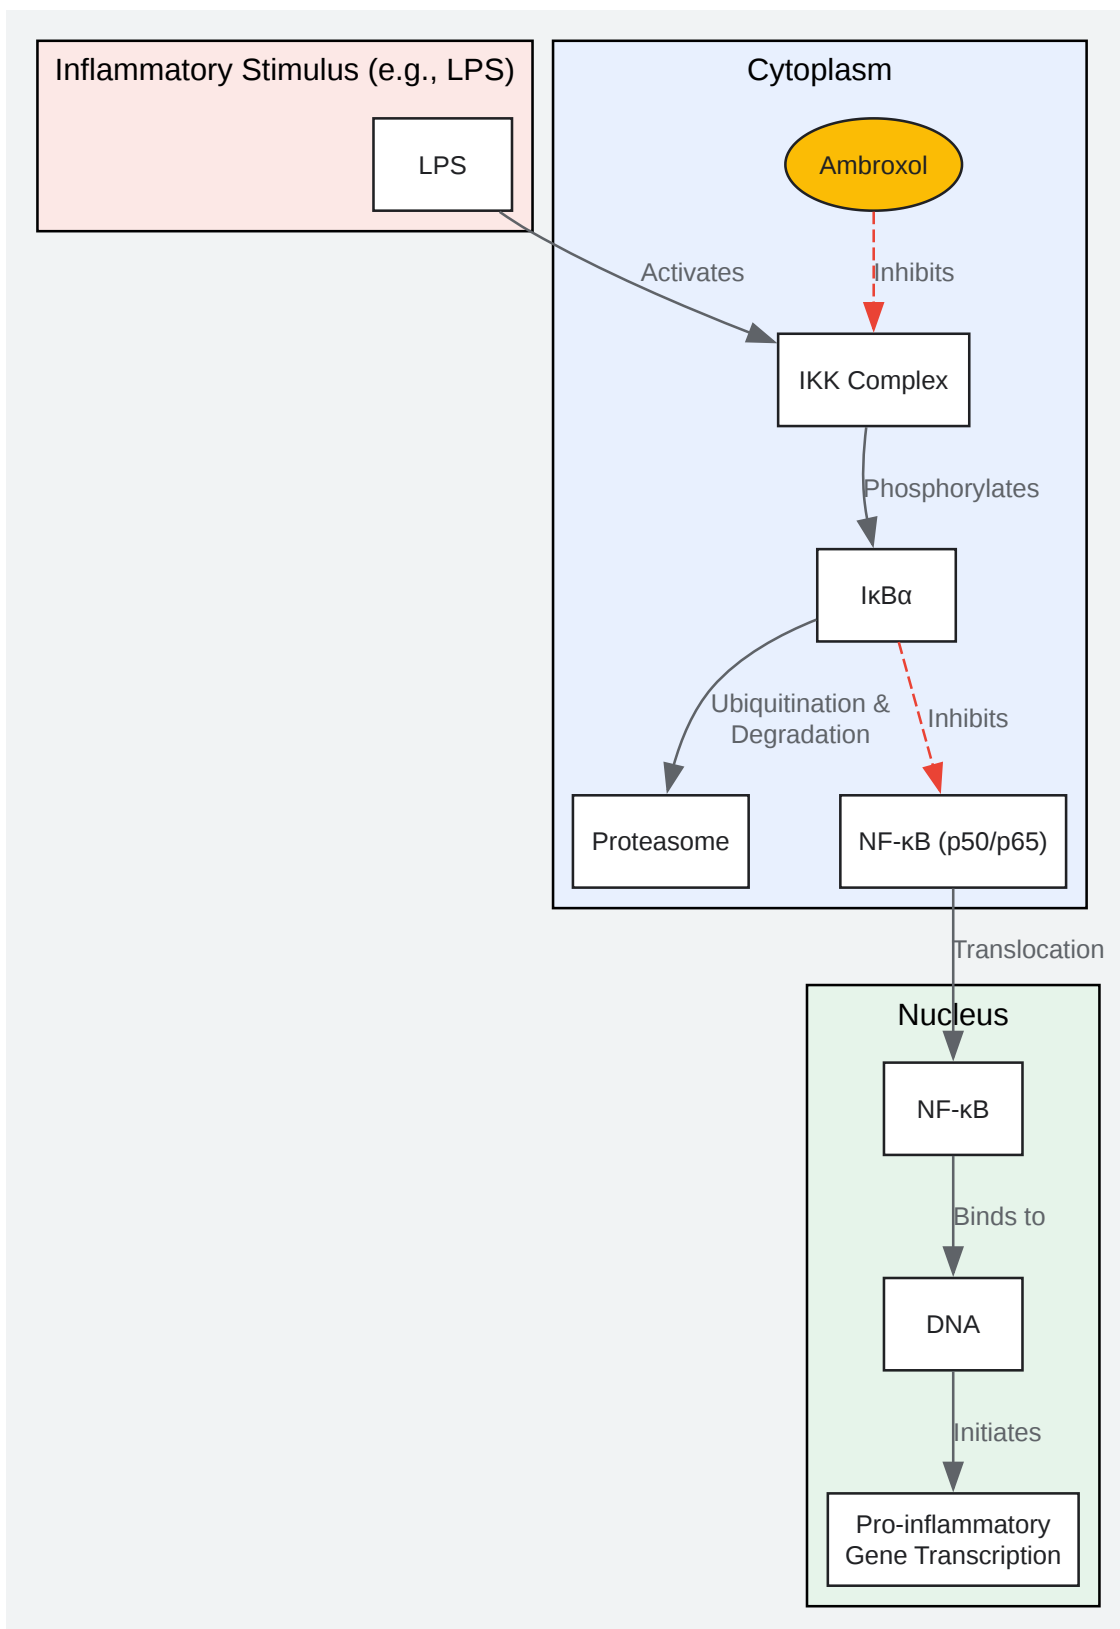 Inflammatory Stimulus (e.g., LPS)
Cytoplasm
LPS
Ambroxol
Activates
Inhibits
IKK Complex
Phosphorylates
IκBα
Ubiquitination &
Degradation
Inhibits
Proteasome
NF-κB (p50/p65)
Translocation
Nucleus
NF-κB
Binds to
DNA
Initiates
Pro-inflammatory
Gene Transcription